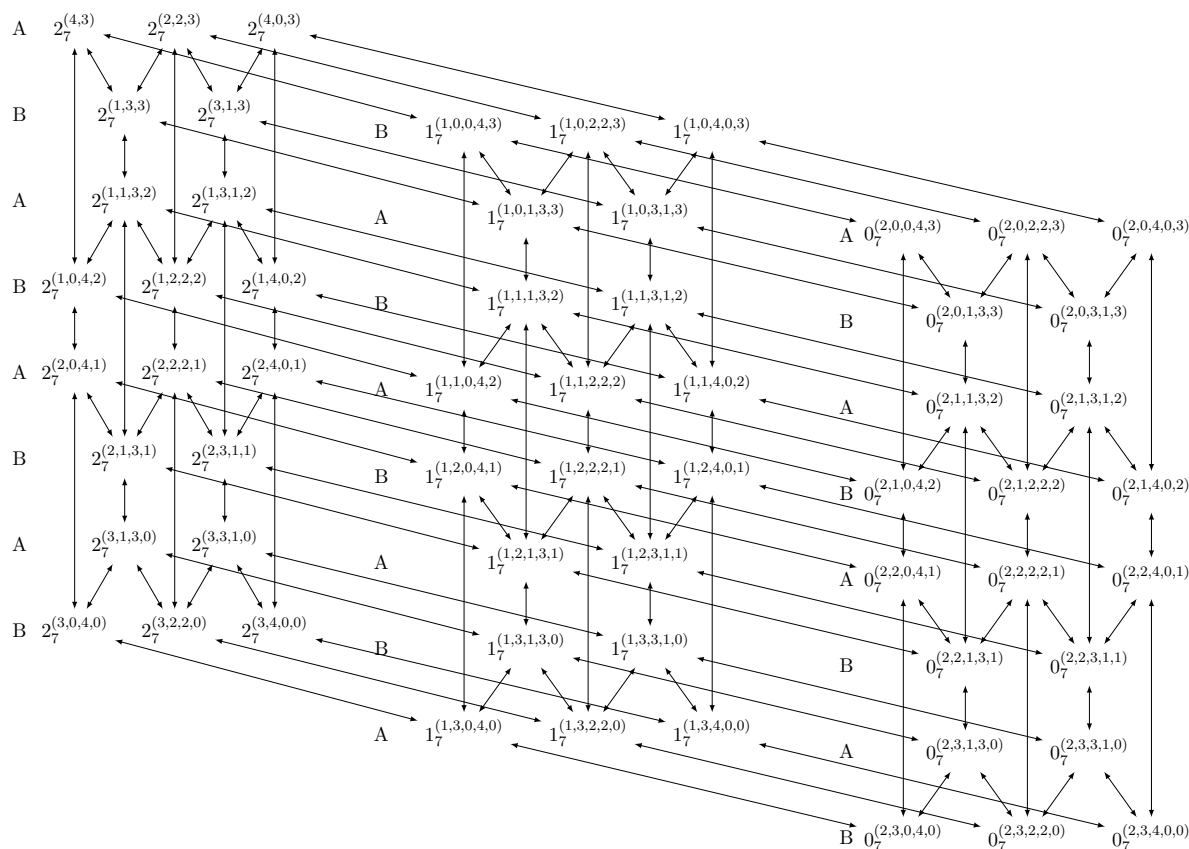 A 2_7^{(4,3)} 2_7^{(2,2,3)} 2_7^{(4,0,3)}
B 2_7^{(1,3,3)} 2_7^{(3,1,3)}
B 1_7^{(1,0,0,4,3)} 1_7^{(1,0,2,2,3)} 1_7^{(1,0,4,0,3)}
A 2_7^{(1,1,3,2)} 2_7^{(1,3,1,2)}
A 1_7^{(1,0,1,3,3)} 1_7^{(1,0,3,1,3)}
A 0_7^{(2,0,0,4,3)} 0_7^{(2,0,2,2,3)} 0_7^{(2,0,4,0,3)}
B 2_7^{(1,0,4,2)} 2_7^{(1,2,2,2)} 2_7^{(1,4,0,2)}
B 1_7^{(1,1,1,3,2)} 1_7^{(1,1,3,1,2)}
B 0_7^{(2,0,1,3,3)} 0_7^{(2,0,3,1,3)}
A 2_7^{(2,0,4,1)} 2_7^{(2,2,2,1)} 2_7^{(2,4,0,1)}
A 1_7^{(1,1,0,4,2)} 1_7^{(1,1,2,2,2)} 1_7^{(1,1,4,0,2)}
A 0_7^{(2,1,1,3,2)} 0_7^{(2,1,3,1,2)}
B 2_7^{(2,1,3,1)} 2_7^{(2,3,1,1)}
B 1_7^{(1,2,0,4,1)} 1_7^{(1,2,2,2,1)} 1_7^{(1,2,4,0,1)}
B 0_7^{(2,1,0,4,2)} 0_7^{(2,1,2,2,2)} 0_7^{(2,1,4,0,2)}
A 2_7^{(3,1,3,0)} 2_7^{(3,3,1,0)}
A 1_7^{(1,2,1,3,1)} 1_7^{(1,2,3,1,1)}
A 0_7^{(2,2,0,4,1)} 0_7^{(2,2,2,2,1)} 0_7^{(2,2,4,0,1)}
B 2_7^{(3,0,4,0)} 2_7^{(3,2,2,0)} 2_7^{(3,4,0,0)}
B 1_7^{(1,3,1,3,0)} 1_7^{(1,3,3,1,0)}
B 0_7^{(2,2,1,3,1)} 0_7^{(2,2,3,1,1)}
A 1_7^{(1,3,0,4,0)} 1_7^{(1,3,2,2,0)} 1_7^{(1,3,4,0,0)}
A 0_7^{(2,3,1,3,0)} 0_7^{(2,3,3,1,0)}
B 0_7^{(2,3,0,4,0)} 0_7^{(2,3,2,2,0)} 0_7^{(2,3,4,0,0)}